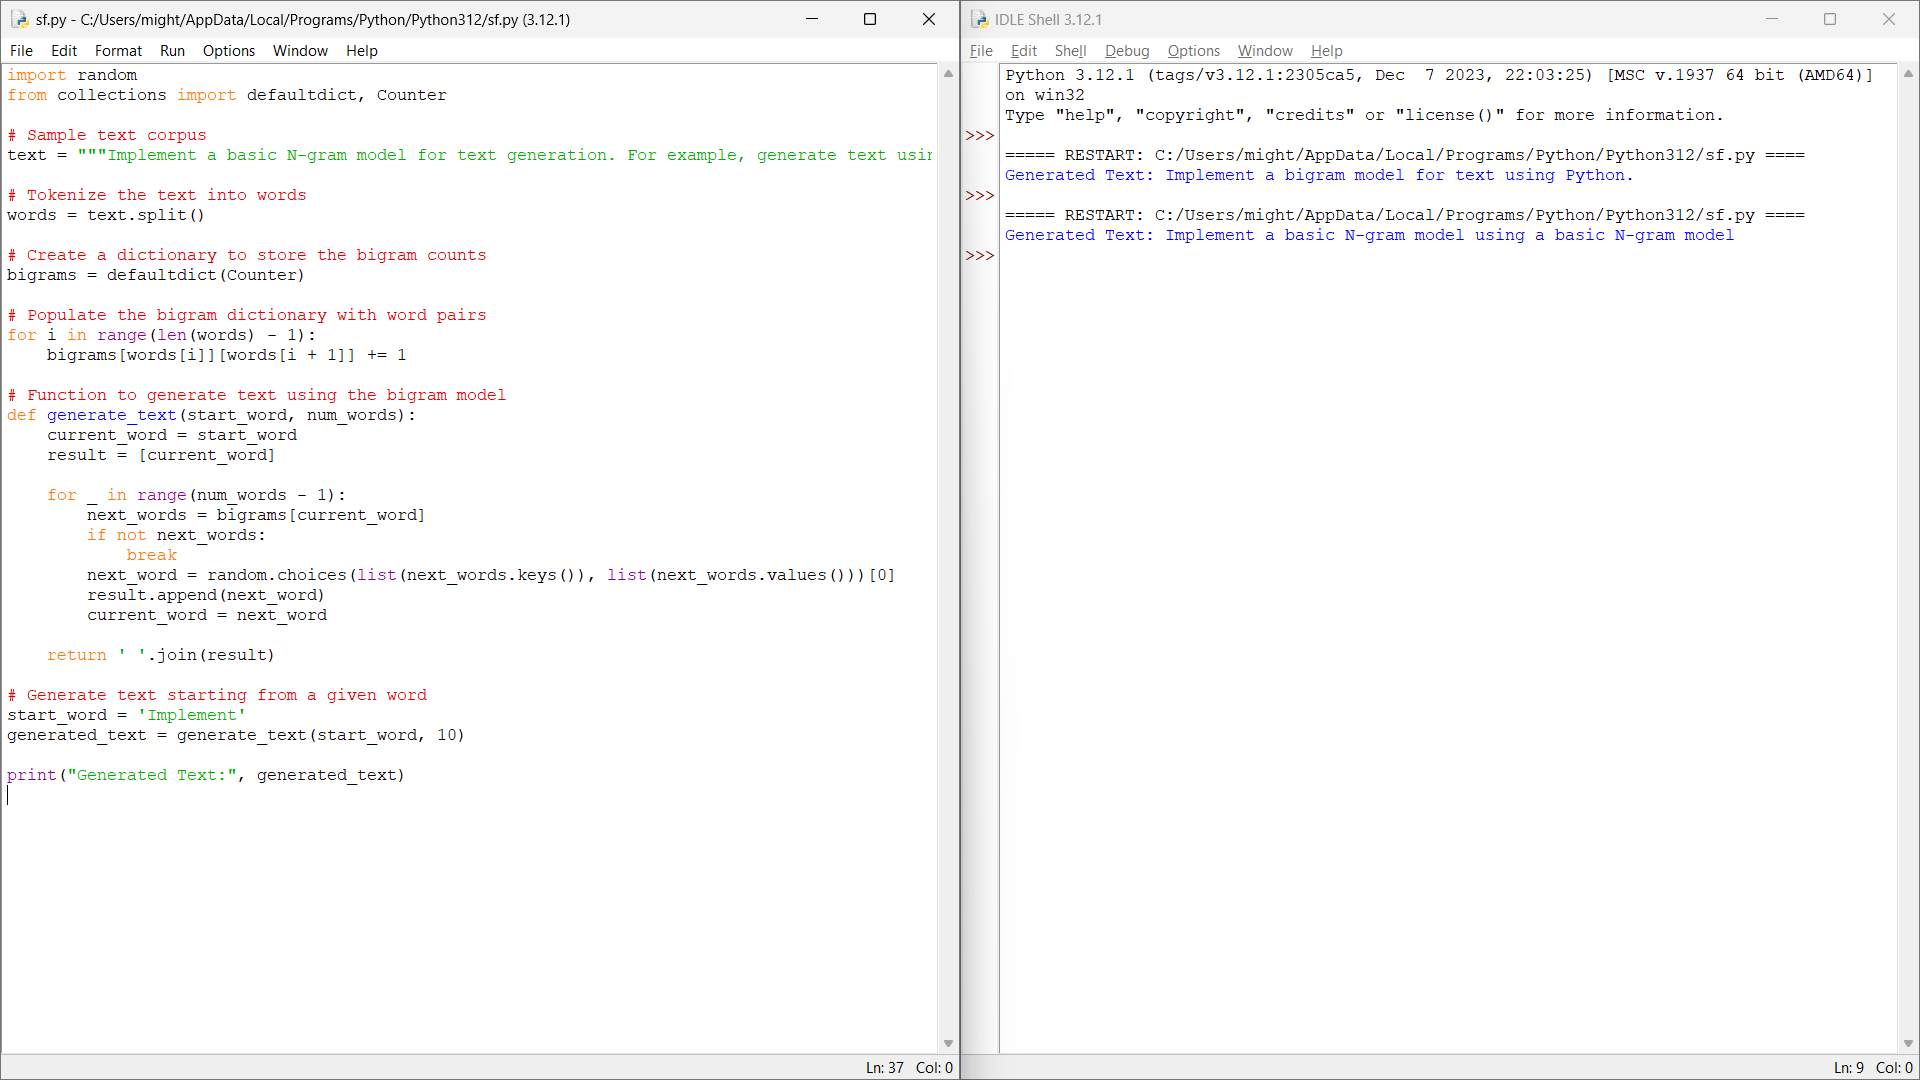 sf.py - C:/Users/might/AppData/Local/Programs/Python/Python312/sf.py (3.12.1)
File Edit Format Run Options Window Help
import random
from collections import defaultdict, Counter

# Sample text corpus
text = """Implement a basic N-gram model for text generation. For example, generate text usin

# Tokenize the text into words
words = text.split()

# Create a dictionary to store the bigram counts
bigrams = defaultdict(Counter)

# Populate the bigram dictionary with word pairs
for i in range(len(words) - 1):
    bigrams[words[i]][words[i + 1]] += 1

# Function to generate text using the bigram model
def generate_text(start_word, num_words):
    current_word = start_word
    result = [current_word]

    for _ in range(num_words - 1):
        next_words = bigrams[current_word]
        if not next_words:
            break
        next_word = random.choices(list(next_words.keys()), list(next_words.values()))[0]
        result.append(next_word)
        current_word = next_word

    return ' '.join(result)

# Generate text starting from a given word
start_word = 'Implement'
generated_text = generate_text(start_word, 10)

print("Generated Text:", generated_text)
Ln: 37 Col: 0
IDLE Shell 3.12.1
File Edit Shell Debug Options Window Help
Python 3.12.1 (tags/v3.12.1:2305ca5, Dec  7 2023, 22:03:25) [MSC v.1937 64 bit (AMD64)]
on win32
Type "help", "copyright", "credits" or "license()" for more information.
>>>
===== RESTART: C:/Users/might/AppData/Local/Programs/Python/Python312/sf.py ====
Generated Text: Implement a bigram model for text using Python.
>>>
===== RESTART: C:/Users/might/AppData/Local/Programs/Python/Python312/sf.py ====
Generated Text: Implement a basic N-gram model using a basic N-gram model
>>>
Ln: 9 Col: 0